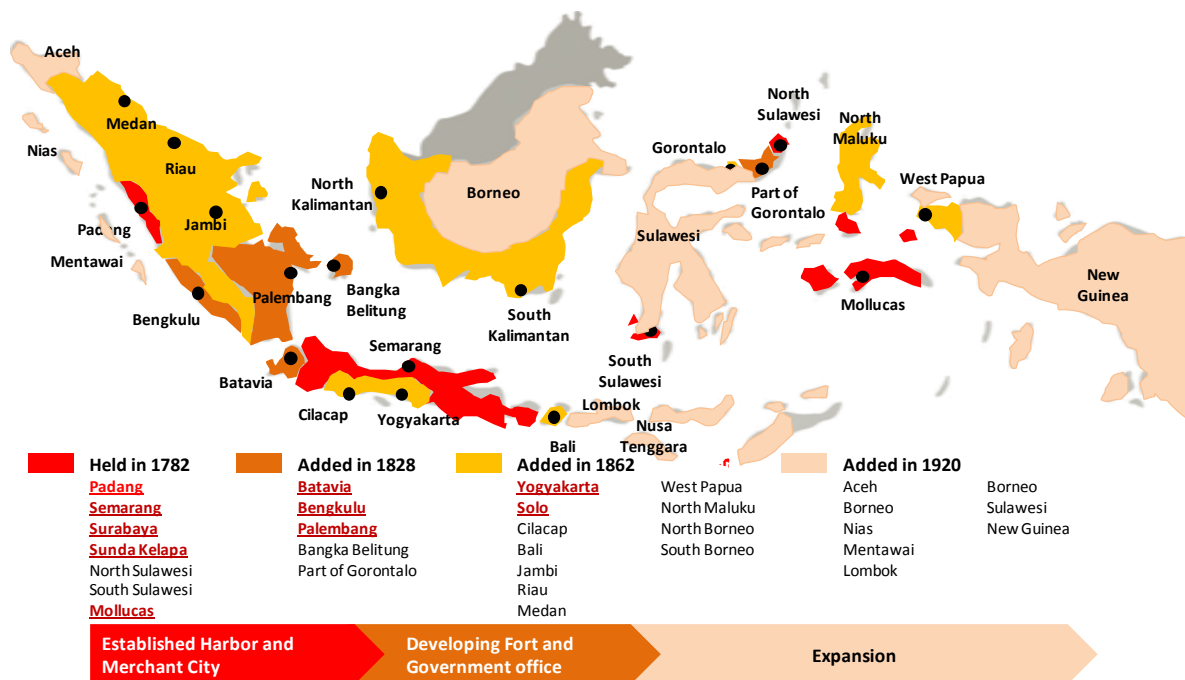 Aceh
Medan
Nias
Riau
Padang
Jambi
Mentawai
Bengkulu
Palembang
Bangka
Belitung
North
Kalimantan
Borneo
South
Kalimantan
Batavia
Semarang
Cilacap
Yogyakarta
Bali
Lombok
Nusa
Tenggara
North
Sulawesi
Gorontalo
Part of
Gorontalo
Sulawesi
South
Sulawesi
North
Maluku
West Papua
Mollucas
New
Guinea
Held in 1782
Padang
Semarang
Surabaya
Sunda Kelapa
North Sulawesi
South Sulawesi
Mollucas
Added in 1828
Batavia
Bengkulu
Palembang
Bangka Belitung
Part of Gorontalo
Added in 1862
Yogyakarta
Solo
Cilacap
Bali
Jambi
Riau
Medan
West Papua
North Maluku
North Borneo
South Borneo
Added in 1920
Aceh
Borneo
Nias
Mentawai
Lombok
Borneo
Sulawesi
New Guinea
Established Harbor and
Merchant City
Developing Fort and
Government office
Expansion